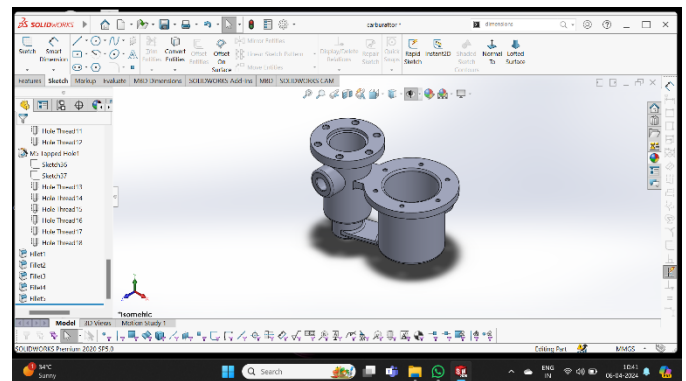 SOLIDWORKS
carburattor *
dimensions
Sketch
Smart Dimension
Trim Entities
Convert Entities
Offset Entities
Offset On Surface
Mirror Entities
Linear Sketch Pattern
Move Entities
Display/Delete Relations
Repair Sketch
Quick Snaps
Rapid Sketch
Instant2D
Shaded Sketch Contours
Normal To
Lofted Surface
Features Sketch Markup Evaluate MBD Dimensions SOLIDWORKS Add-Ins MBD SOLIDWORKS CAM
Hole Thread11
Hole Thread12
M5 Tapped Hole1
Sketch36
Sketch37
Hole Thread13
Hole Thread14
Hole Thread15
Hole Thread16
Hole Thread17
Hole Thread18
Fillet1
Fillet2
Fillet3
Fillet4
Fillet5
*Isometric
Model 3D Views Motion Study 1
SOLIDWORKS Premium 2020 SP5.0
Editing Part
MMGS
34°C
Sunny
Search
ENG
IN
10:41
06-04-2024